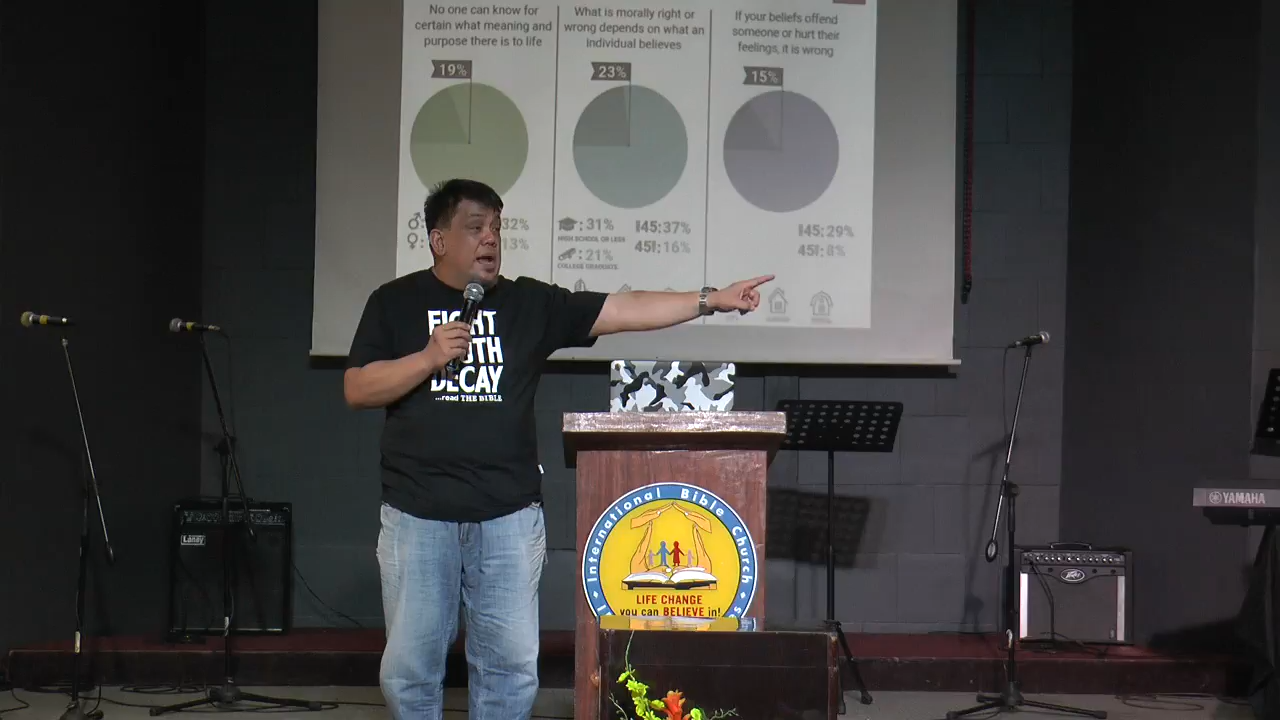 No one can know for
certain what meaning and
purpose there is to life
19%
32%
13%
What is morally right or
wrong depends on what an
individual believes
23%
: 31%
HIGH SCHOOL OR LESS
: 21%
COLLEGE GRADUATE
45: 37%
45: 16%
If your beliefs offend
someone or hurt their
feelings, it is wrong
15%
45: 29%
45: 8%
FIGHT
DECAY
...read THE BIBLE
International Bible Church
LIFE CHANGE
you can BELIEVE in!
Laney
Peavey
YAMAHA